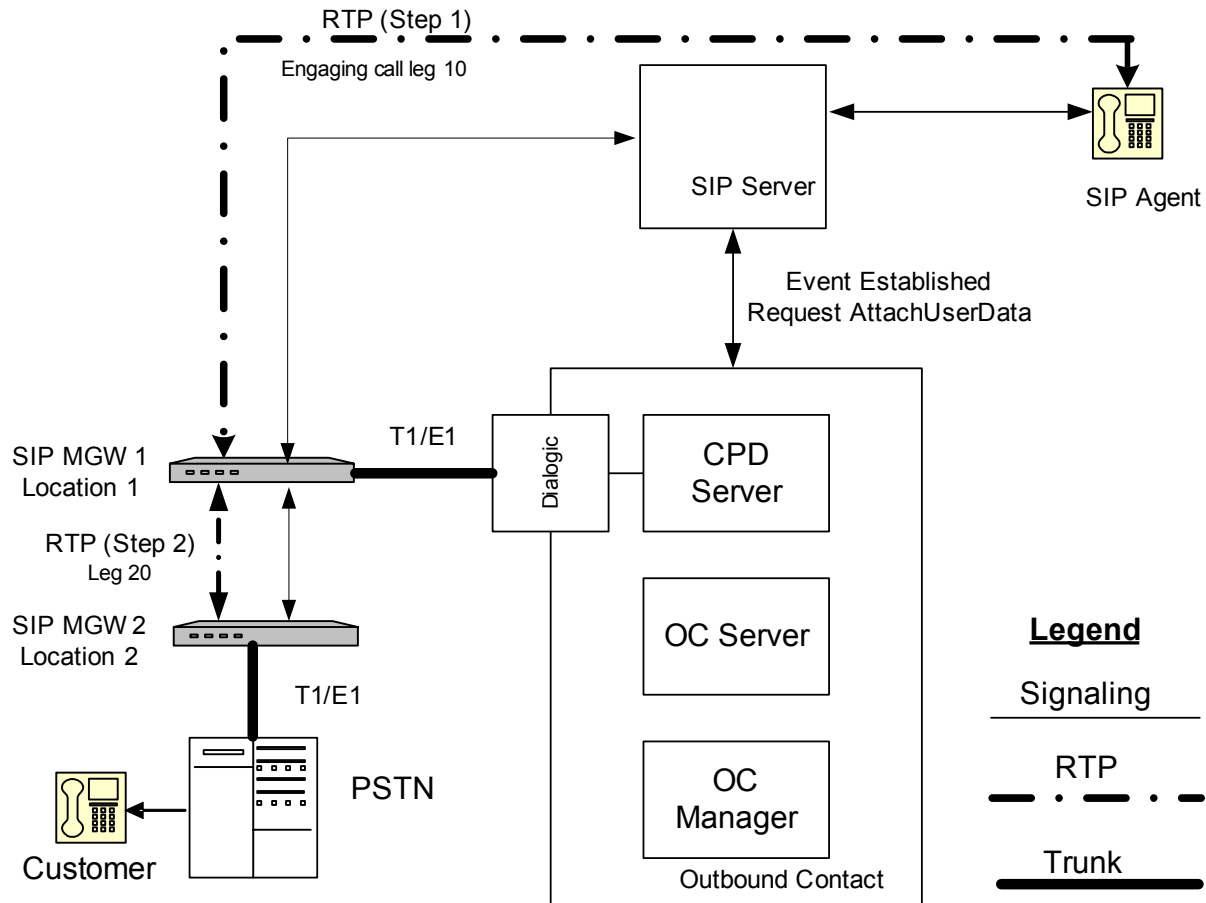 RTP (Step 1)
Engaging call leg 10
SIP Server
SIP Agent
Event Established
Request AttachUserData
SIP MGW 1
Location 1
T1/E1
Dialogic
CPD
Server
RTP (Step 2)
Leg 20
SIP MGW 2
Location 2
OC Server
T1/E1
PSTN
Customer
OC
Manager
Outbound Contact
Legend
Signaling
RTP
Trunk